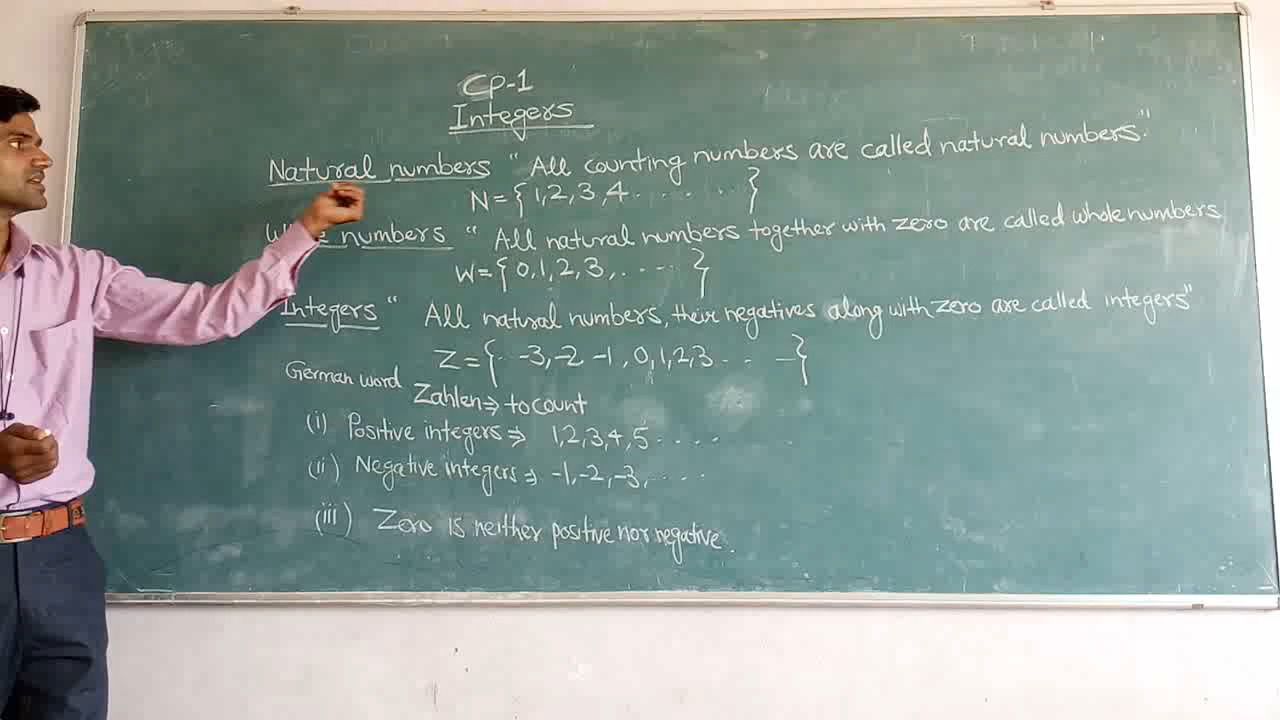 CP-1
Integers
Natural numbers “ All counting numbers are called natural numbers.”
N = { 1, 2, 3, 4 . . . . . . . }
Whole numbers “ All natural numbers together with zero are called whole numbers
W = { 0, 1, 2, 3, . - - - - }
Integers “ All natural numbers, their negatives along with zero are called integers”
Z = { .. -3, -2 -1, 0, 1, 2, 3 - - - }
German word
Zahlen ⇒ to count
(i) Positive integers ⇒ 1, 2, 3, 4, 5 . . . .
(ii) Negative integers ⇒ -1, -2, -3, . . . .
(iii) Zero is neither positive nor negative.